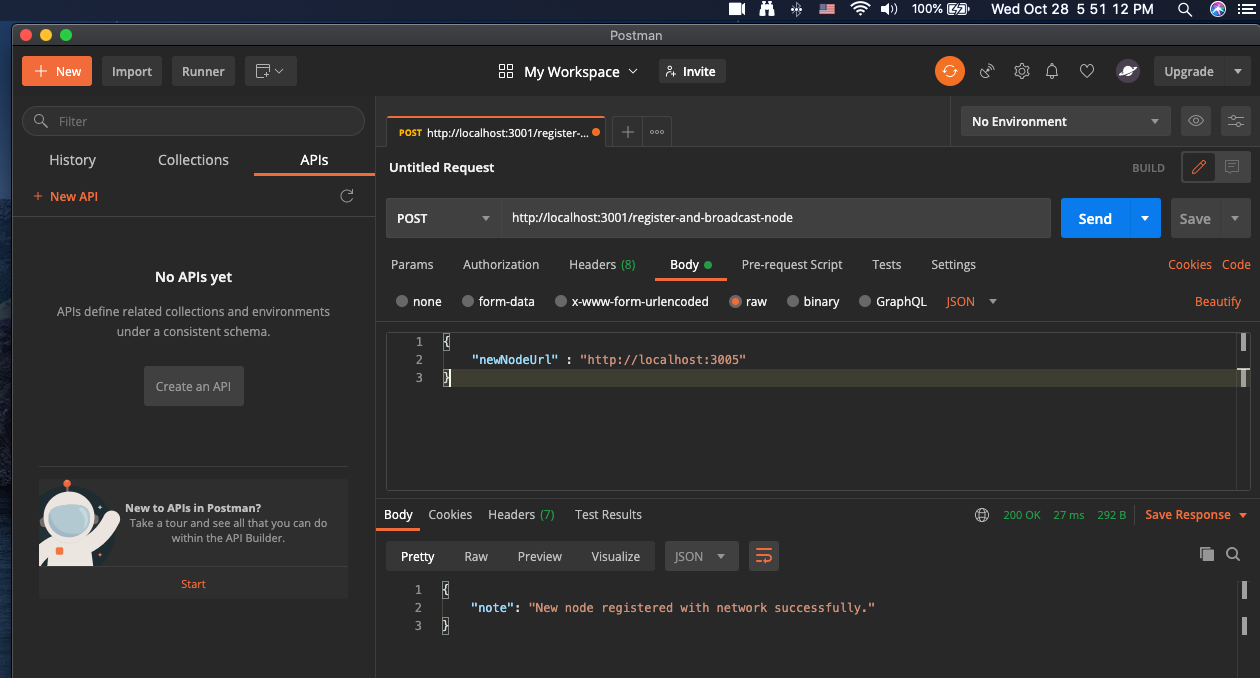 100% Wed Oct 28 5 51 12 PM
Postman
+ New Import Runner My Workspace Invite Upgrade
Filter
History Collections APIs
+ New API
No APIs yet
APIs define related collections and environments
under a consistent schema.
Create an API
New to APIs in Postman?
Take a tour and see all that you can do
within the API Builder.
Start
POST http://localhost:3001/register-... + ooo No Environment
Untitled Request BUILD
POST http://localhost:3001/register-and-broadcast-node Send Save
Params Authorization Headers (8) Body Pre-request Script Tests Settings Cookies Code
none form-data x-www-form-urlencoded raw binary GraphQL JSON Beautify
1 {
2 "newNodeUrl" : "http://localhost:3005"
3 }
Body Cookies Headers (7) Test Results 200 OK 27 ms 292 B Save Response
Pretty Raw Preview Visualize JSON
1 {
2 "note": "New node registered with network successfully."
3 }